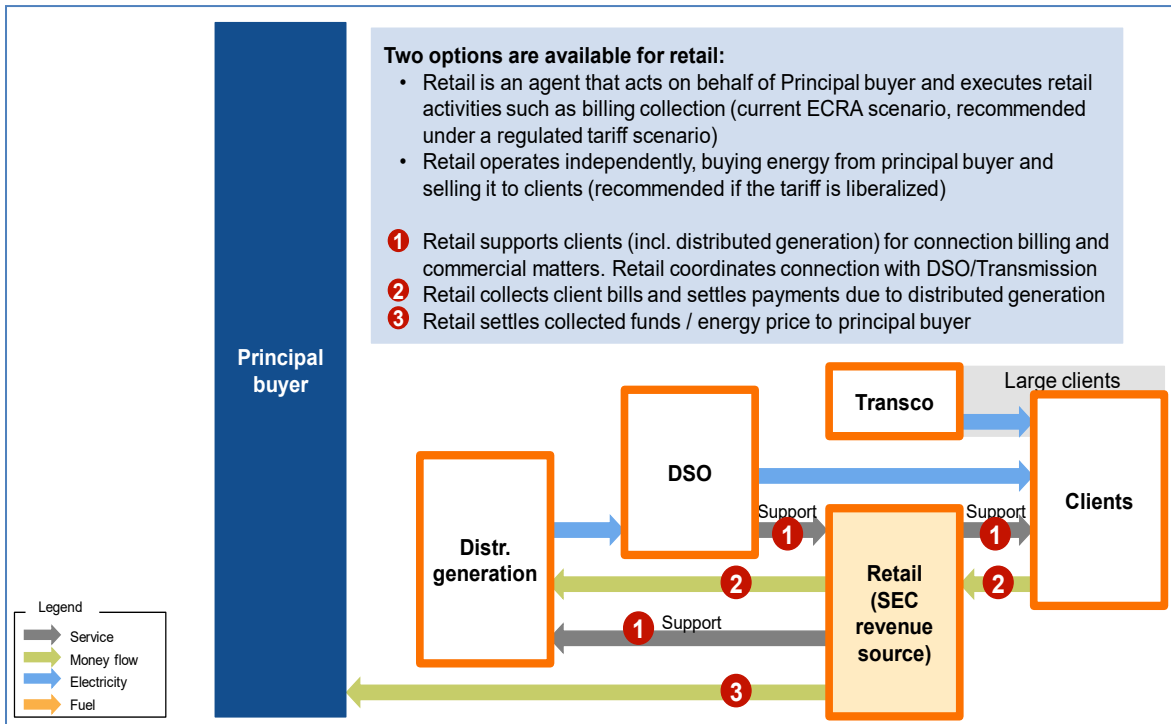 Two options are available for retail:
• Retail is an agent that acts on behalf of Principal buyer and executes retail
activities such as billing collection (current ECRA scenario, recommended
under a regulated tariff scenario)
• Retail operates independently, buying energy from principal buyer and
selling it to clients (recommended if the tariff is liberalized)
1 Retail supports clients (incl. distributed generation) for connection billing and
commercial matters. Retail coordinates connection with DSO/Transmission
2 Retail collects client bills and settles payments due to distributed generation
3 Retail settles collected funds / energy price to principal buyer
Principal
buyer
Large clients
Transco
DSO
Clients
Distr.
generation
Support
1
Support
1
Retail
(SEC
revenue
source)
2
2
1
Support
3
Legend
Service
Money flow
Electricity
Fuel